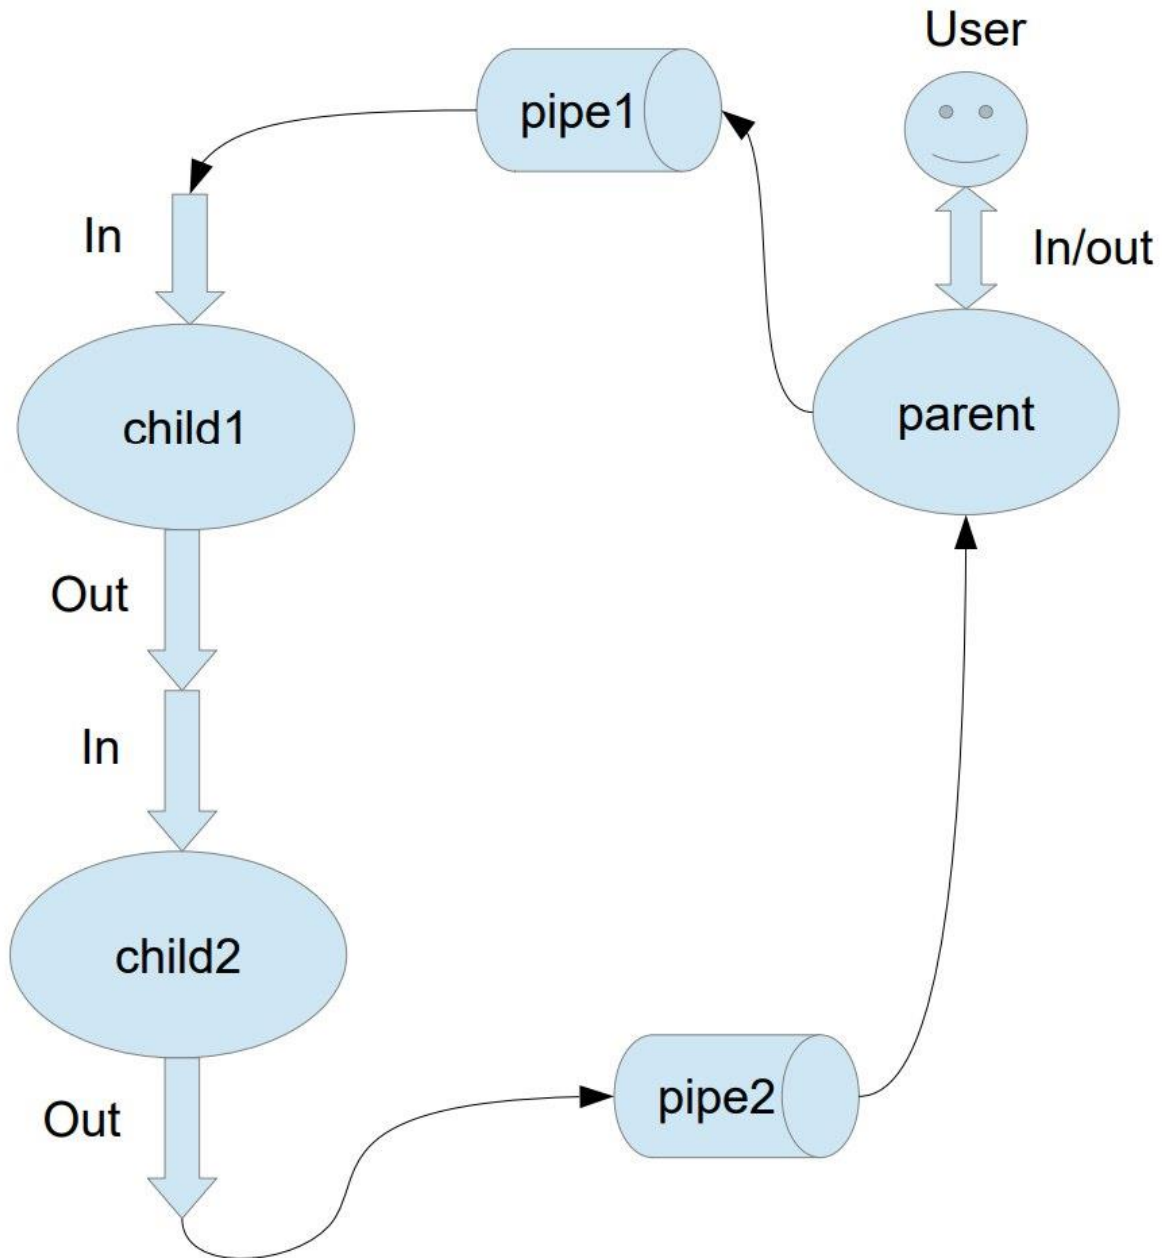 User
pipe1
In
In/out
child1
parent
Out
In
child2
pipe2
Out